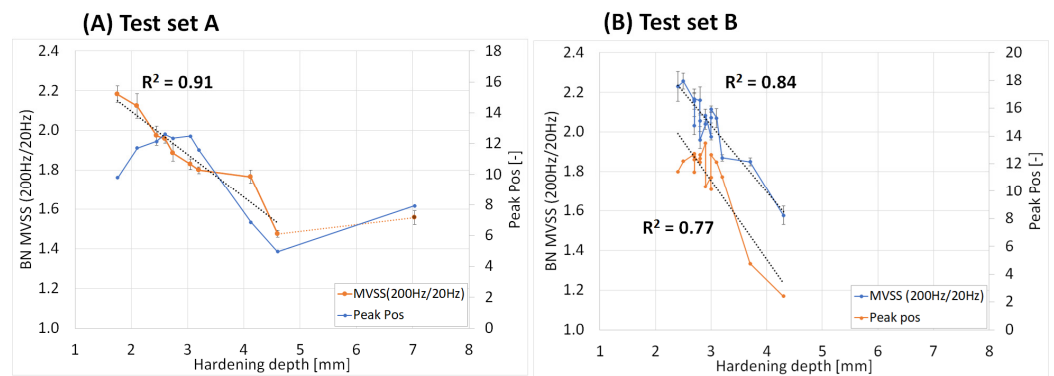 (A) Test set A
BN MVSS (200Hz/20Hz)
2.4
2.2
2.0
1.8
1.6
1.4
1.2
1.0
R² = 0.91
18
16
14
12
10
8
6
4
2
0
Peak Pos [-]
MVSS(200Hz/20Hz)
Peak Pos
1 2 3 4 5 6 7 8
Hardening depth [mm]
(B) Test set B
BN MVSS (200Hz/20Hz)
2.4
2.2
2.0
1.8
1.6
1.4
1.2
1.0
R² = 0.84
R² = 0.77
20
18
16
14
12
10
8
6
4
2
0
Peak Pos [-]
MVSS (200Hz/20Hz)
Peak pos
1 2 3 4 5 6 7 8
Hardening depth [mm]